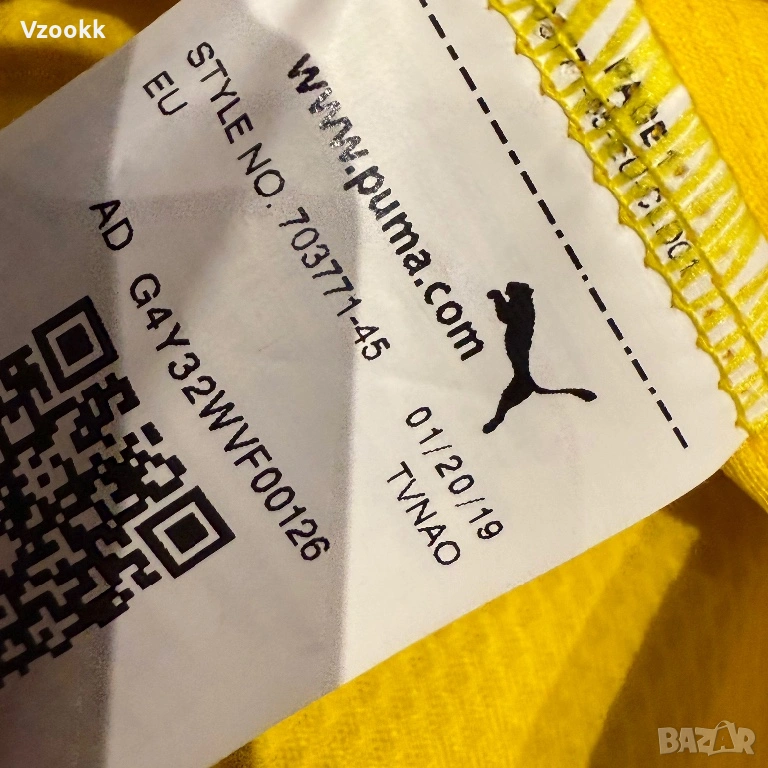 Vzookk
www.puma.com
STYLE NO. 703771-45
EU
01/20/19
TVNAO
AD G4Y32WVF00126
BAZAR